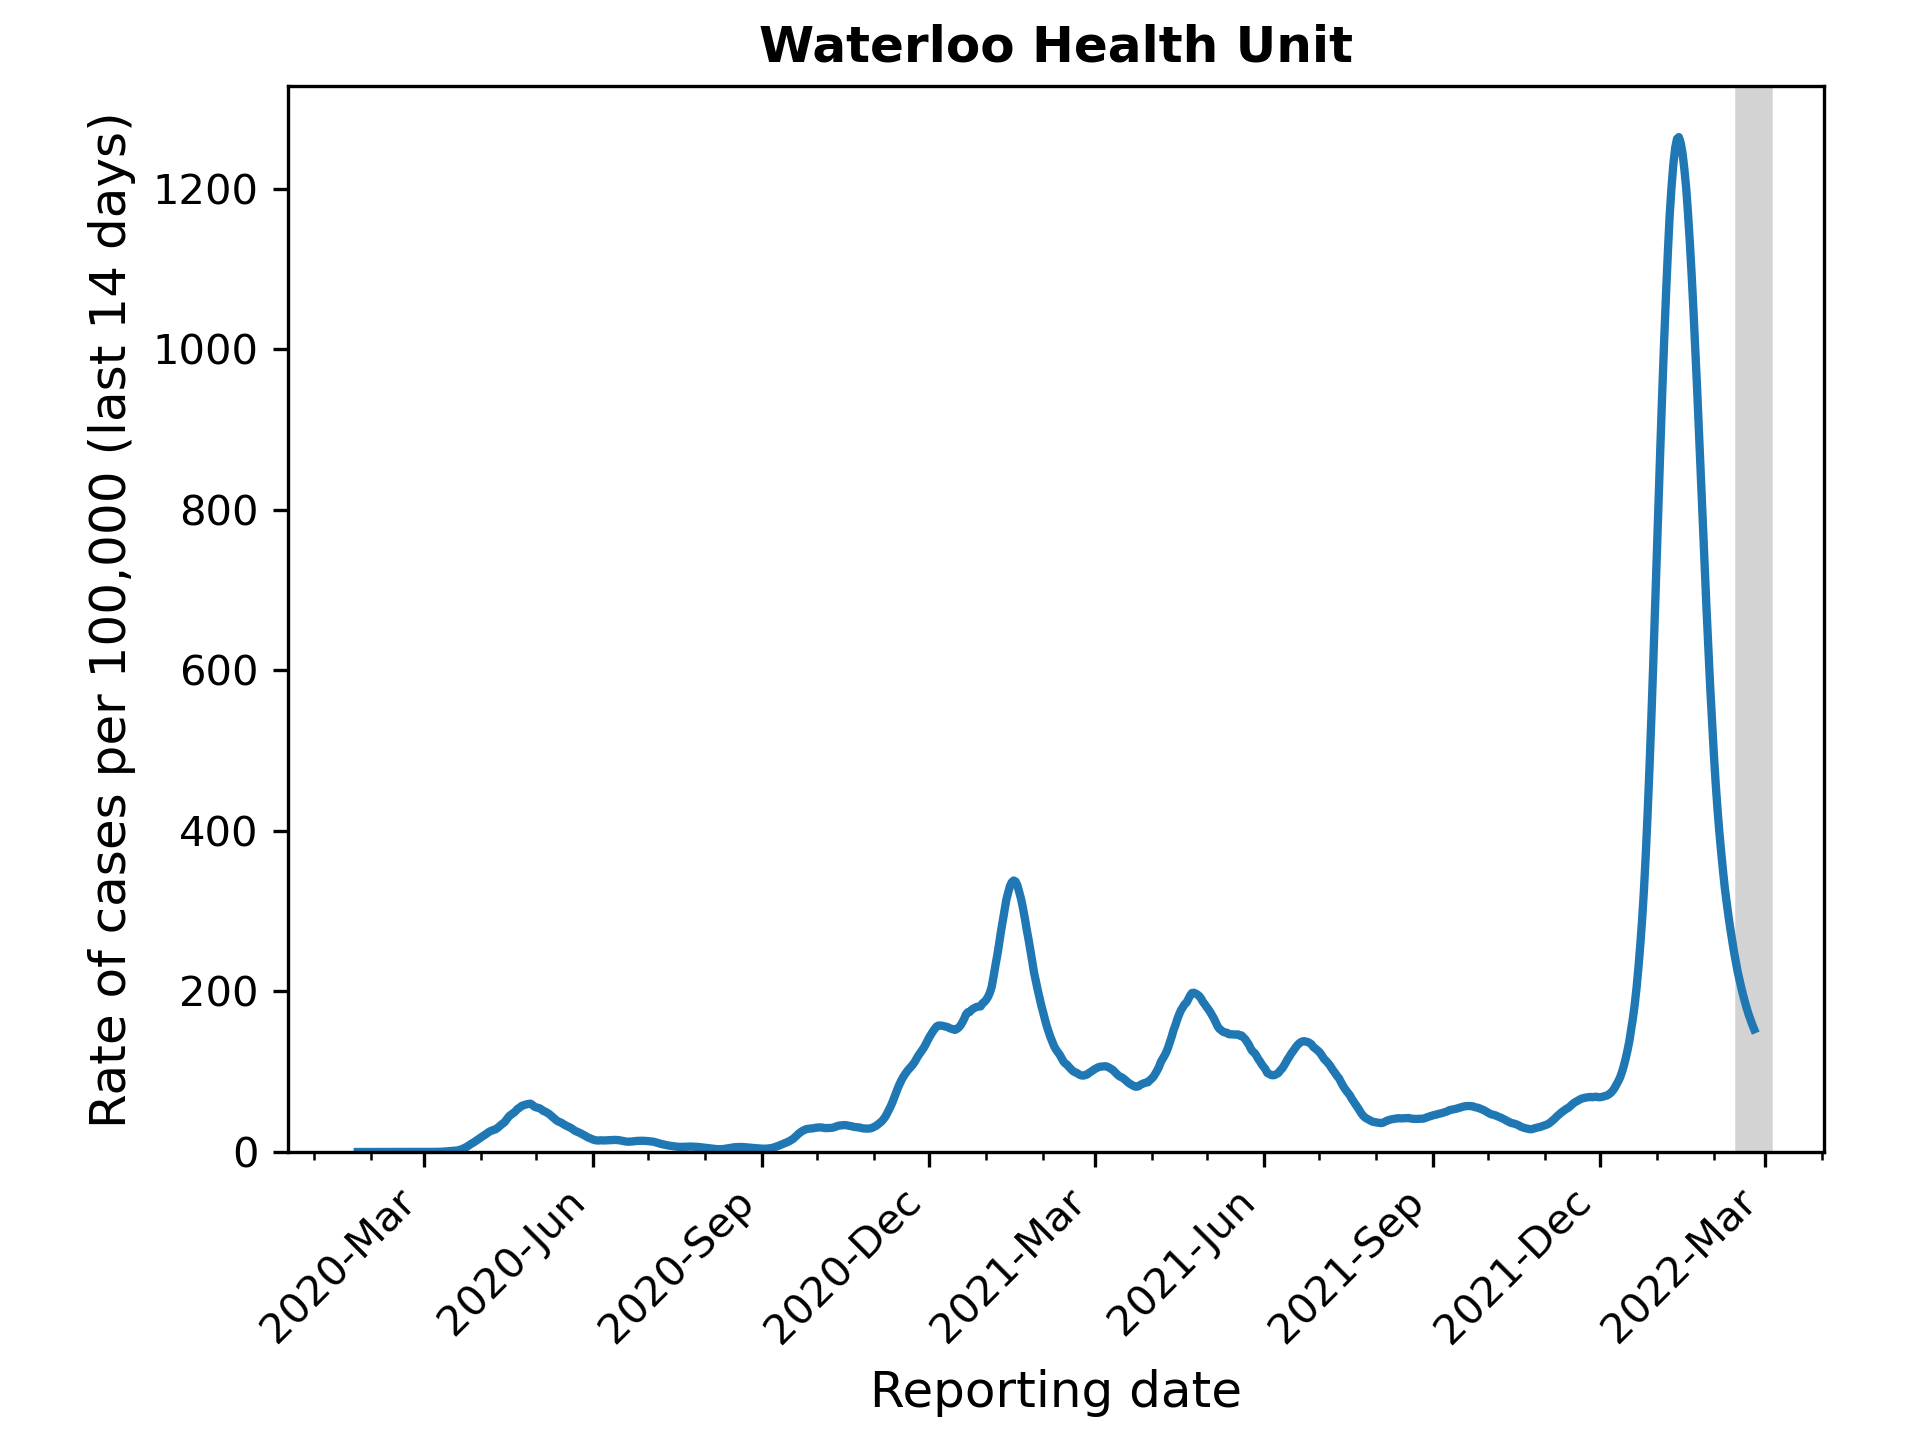 Waterloo Health Unit
Rate of cases per 100,000 (last 14 days)
1200
1000
800
600
400
200
0
2020-Mar
2020-Jun
2020-Sep
2020-Dec
2021-Mar
2021-Jun
2021-Sep
2021-Dec
2022-Mar
Reporting date